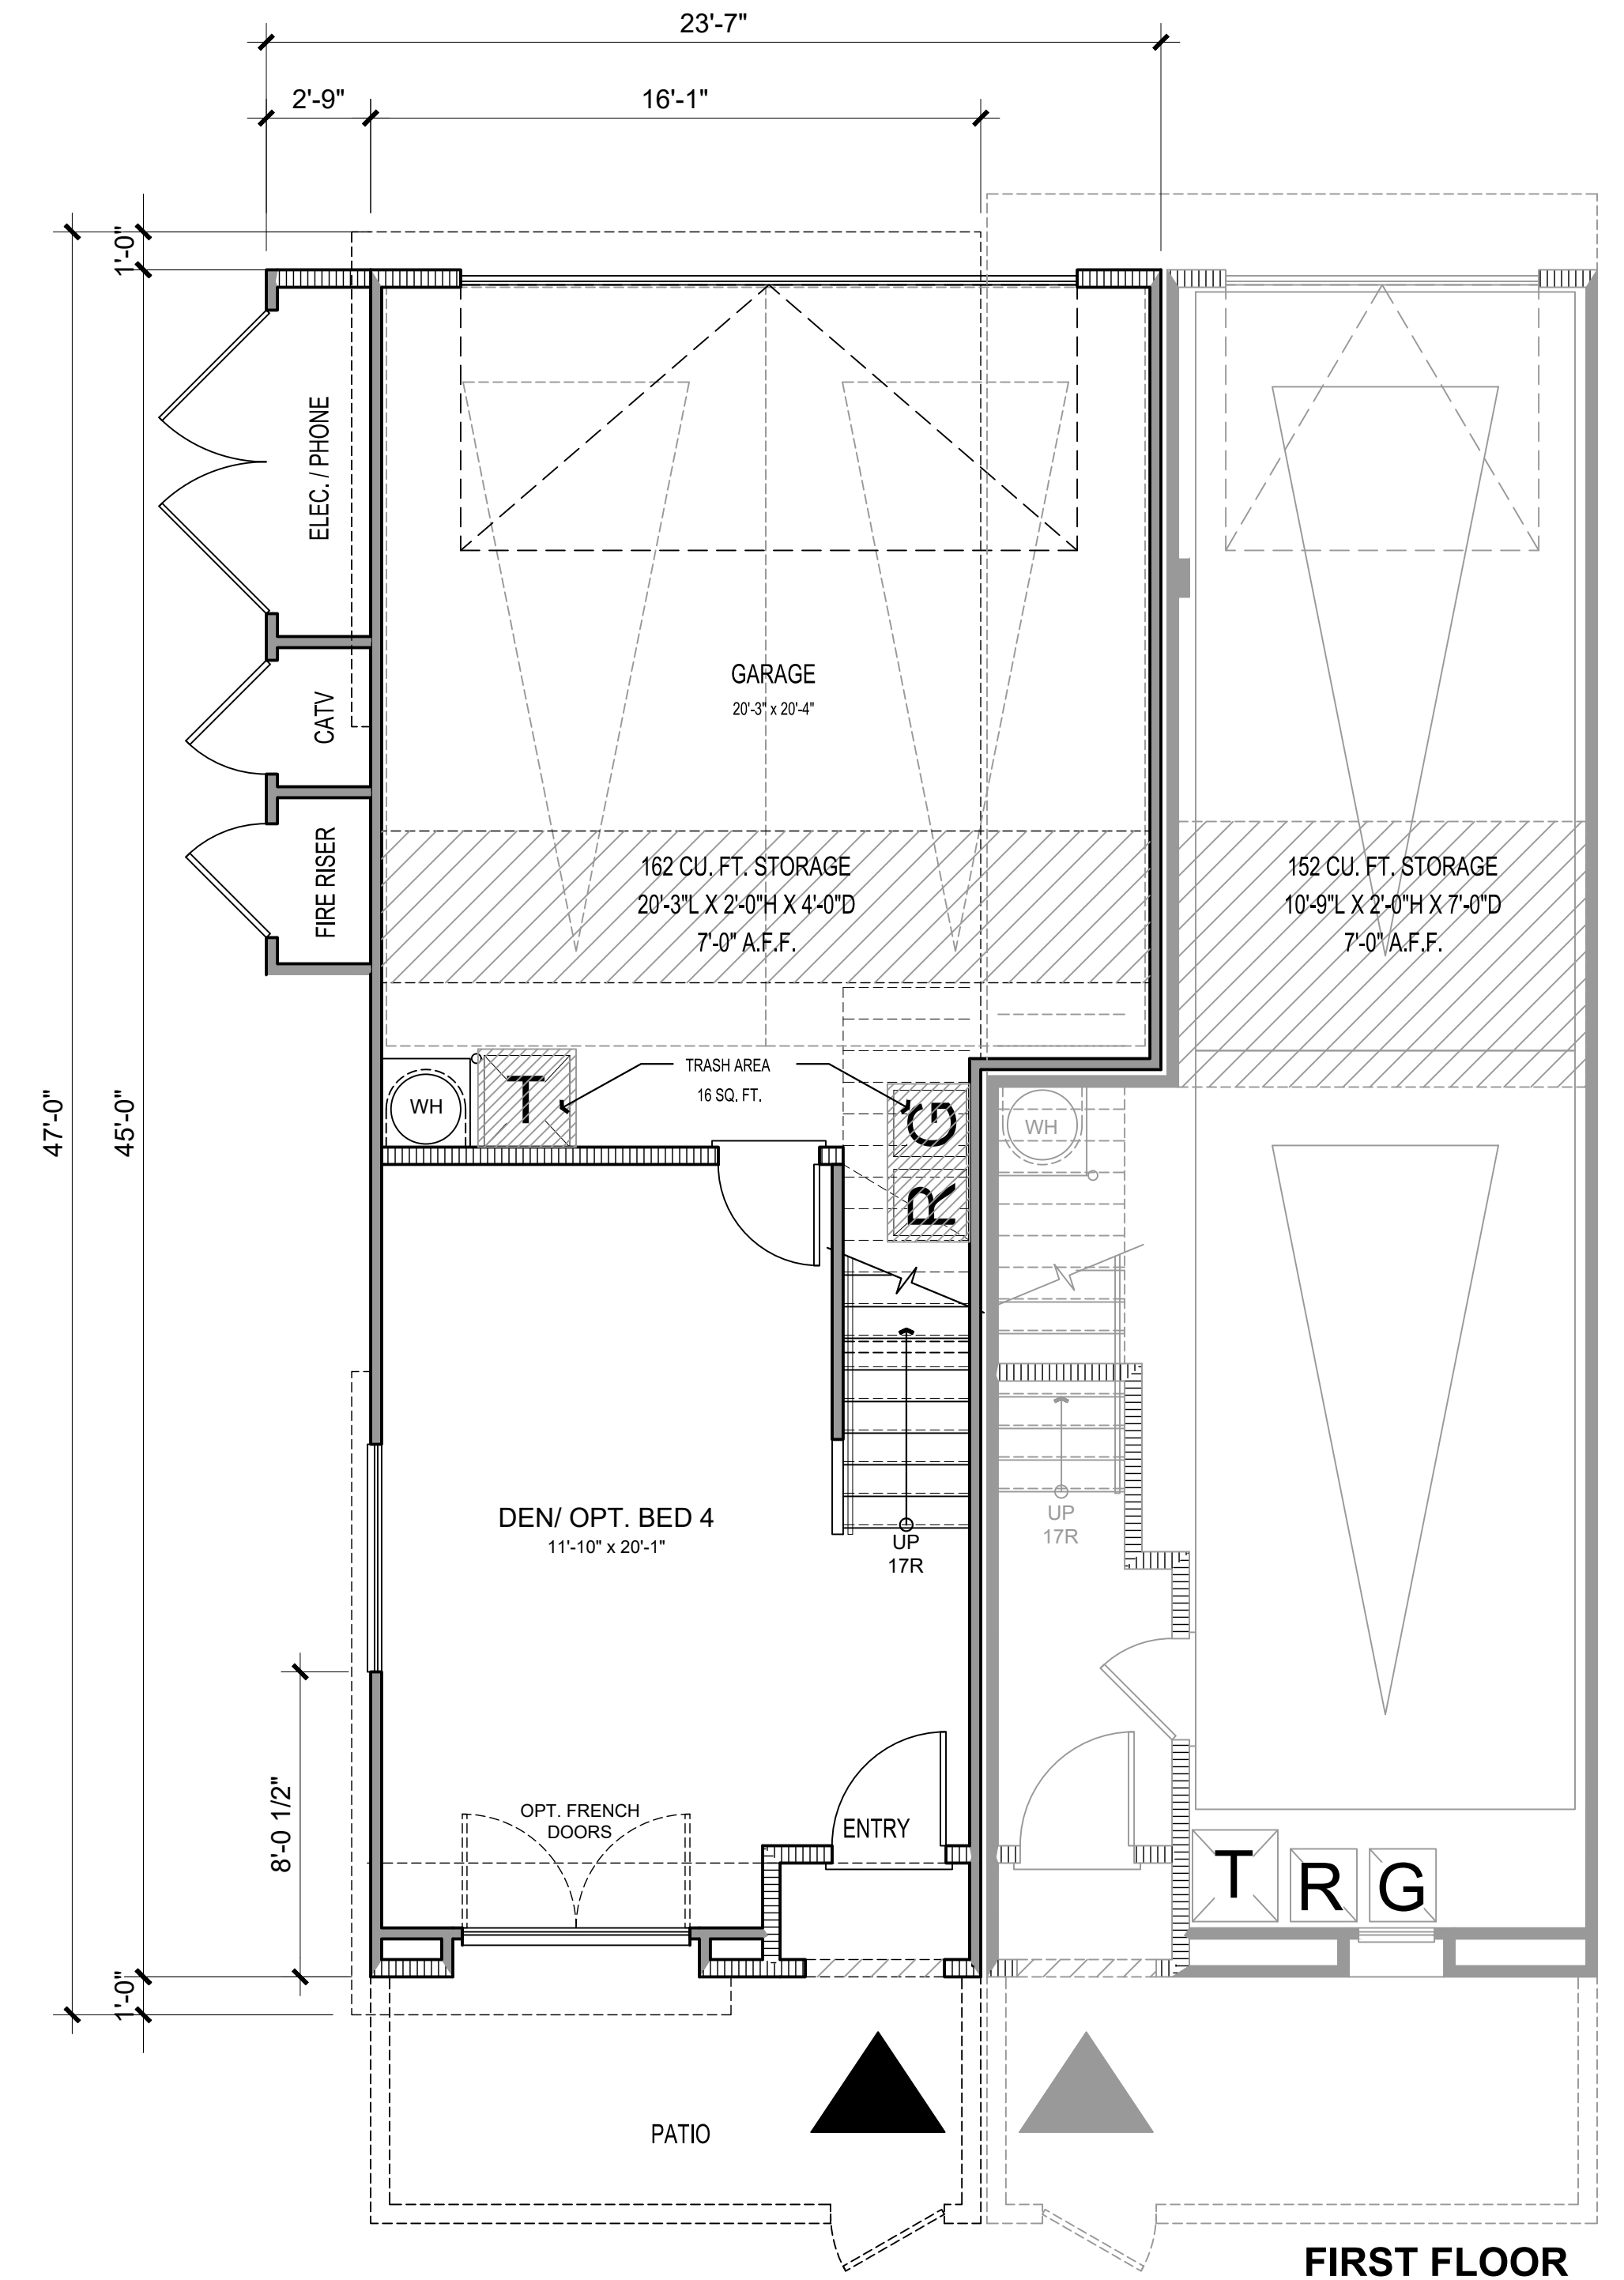 23'-7"
2'-9"
16'-1"
1'-0"
ELEC. / PHONE
CATV
FIRE RISER
GARAGE
20'-3" x 20'-4"
162 CU. FT. STORAGE
20'-3"L X 2'-0"H X 4'-0"D
7'-0" A.F.F.
152 CU. FT. STORAGE
10'-9"L X 2'-0"H X 7'-0"D
7'-0" A.F.F.
47'-0"
45'-0"
WH
T
TRASH AREA
16 SQ. FT.
G
R
WH
DEN/ OPT. BED 4
11'-10" x 20'-1"
UP
17R
UP
17R
8'-0 1/2"
OPT. FRENCH
DOORS
ENTRY
T
R
G
1'-0"
PATIO
FIRST FLOOR